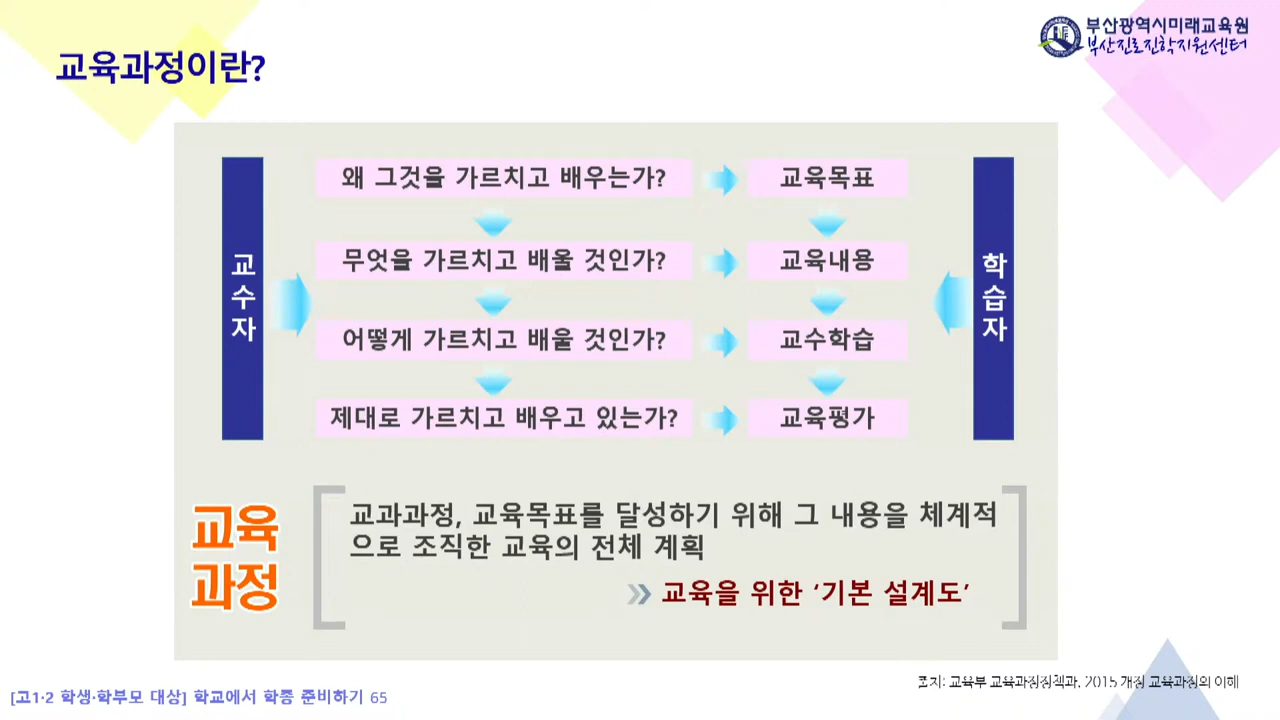 교육과정이란?
부산광역시미래교육원
부산진로진학지원센터
교수자
왜 그것을 가르치고 배우는가?
교육목표
무엇을 가르치고 배울 것인가?
교육내용
어떻게 가르치고 배울 것인가?
교수학습
제대로 가르치고 배우고 있는가?
교육평가
학습자
교육
과정
교과과정, 교육목표를 달성하기 위해 그 내용을 체계적
으로 조직한 교육의 전체 계획
교육을 위한 ‘기본 설계도’
출처: 교육부 교육과정정책과, 2015 개정 교육과정의 이해
[고1·2 학생·학부모 대상] 학교에서 학종 준비하기 65